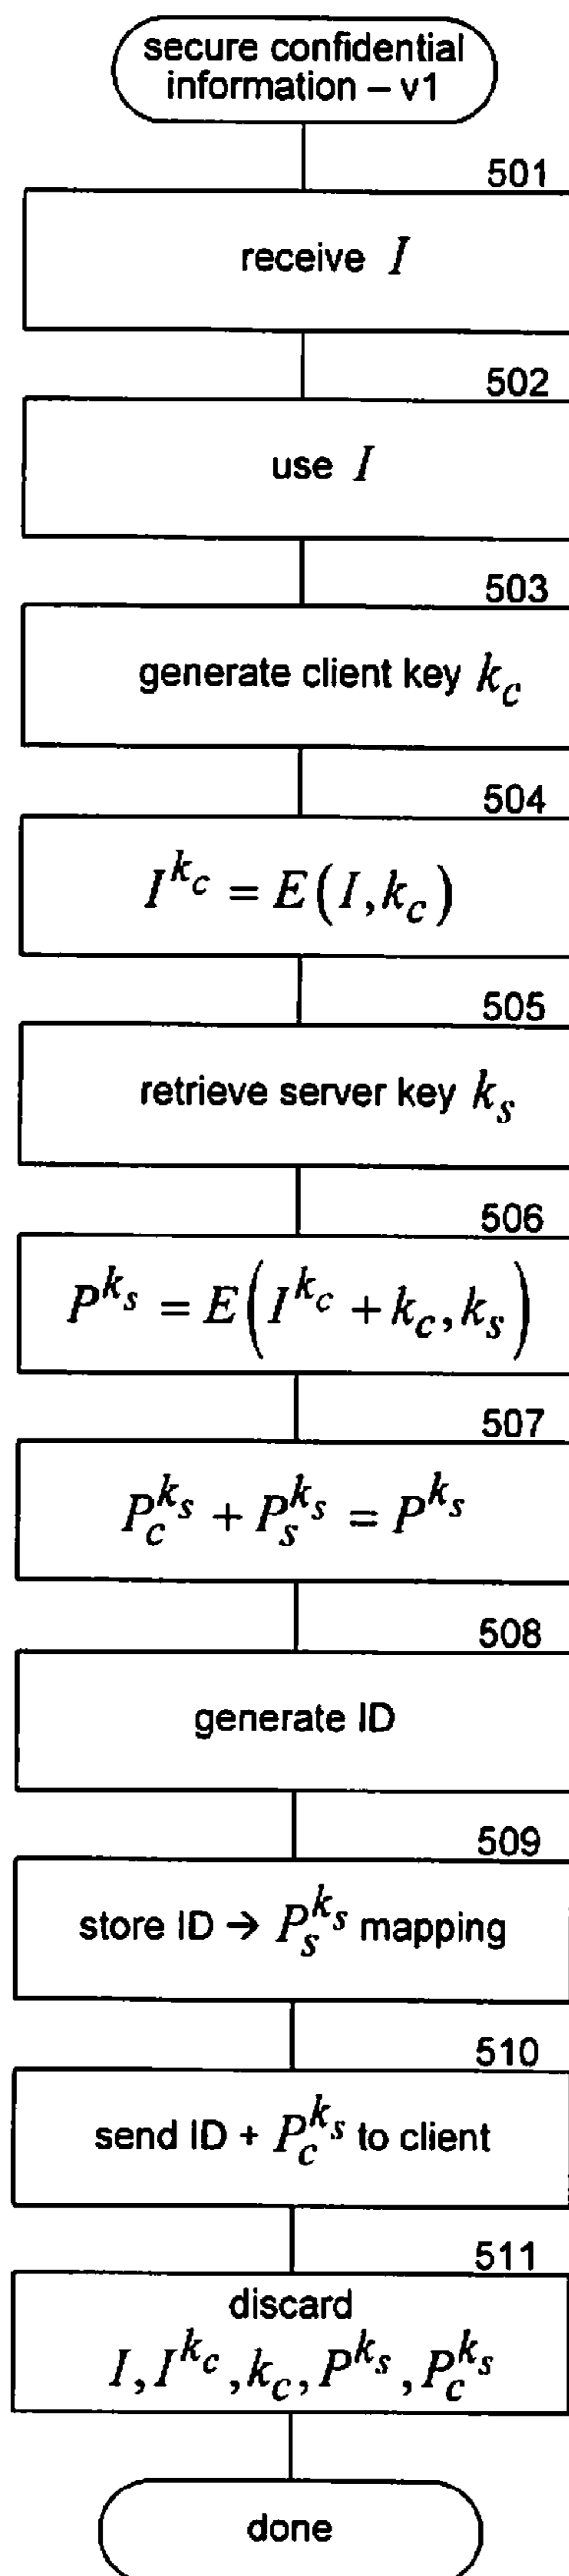 secure confidential
information – v1
501
receive I
502
use I
503
generate client key k_c
504
I^{k_c} = E(I, k_c)
505
retrieve server key k_s
506
P^{k_s} = E(I^{k_c} + k_c, k_s)
507
P_c^{k_s} + P_s^{k_s} = P^{k_s}
508
generate ID
509
store ID → P_s^{k_s} mapping
510
send ID + P_c^{k_s} to client
511
discard
I, I^{k_c}, k_c, P^{k_s}, P_c^{k_s}
done